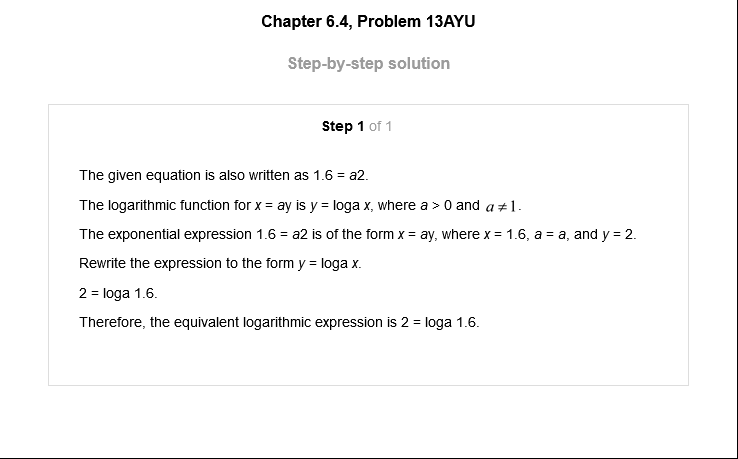 Chapter 6.4, Problem 13AYU
Step-by-step solution
Step 1 of 1
The given equation is also written as 1.6 = a2.
The logarithmic function for x = ay is y = loga x, where a > 0 and a ≠ 1.
The exponential expression 1.6 = a2 is of the form x = ay, where x = 1.6, a = a, and y = 2.
Rewrite the expression to the form y = loga x.
2 = loga 1.6.
Therefore, the equivalent logarithmic expression is 2 = loga 1.6.